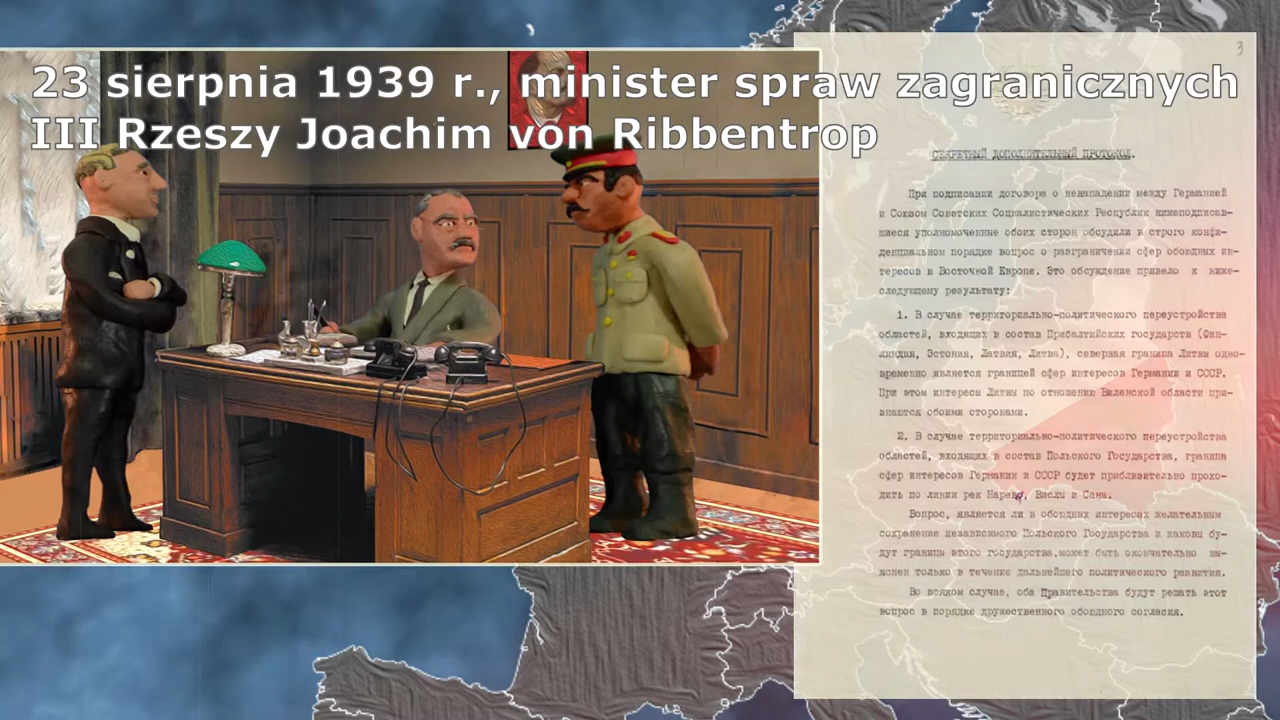 23 sierpnia 1939 r., minister spraw zagranicznych
III Rzeszy Joachim von Ribbentrop
3
СЕКРЕТНЫЙ ДОПОЛНИТЕЛЬНЫЙ ПРОТОКОЛ.
При подписании договора о ненападении между Германией
и Союзом Советских Социалистических Республик нижеподписав-
шиеся уполномоченные обоих сторон обсудили в строго конфи-
денциальном порядке вопрос о разграничении сфер обоюдных ин-
тересов в Восточной Европе. Это обсуждение привело к ниже-
следующему результату:
1. В случае территориально-политического переустройства
областей, входящих в состав Прибалтийских государств (Фин-
ляндия, Эстония, Латвия, Литва), северная граница Литвы одно-
временно является границей сфер интересов Германии и СССР.
При этом интересы Литвы по отношению Виленской области при-
знаются обоими сторонами.
2. В случае территориально-политического переустройства
областей, входящих в состав Польского Государства, граница
сфер интересов Германии и СССР будет приблизительно прохо-
дить по линии рек Нарева, Вислы и Сана.
Вопрос, является ли в обоюдных интересах желательным
сохранение независимого Польского Государства и каковы бу-
дут границы этого государства, может быть окончательно вы-
яснен только в течение дальнейшего политического развития.
Во всяком случае, оба Правительства будут решать этот
вопрос в порядке дружественного обоюдного согласия.